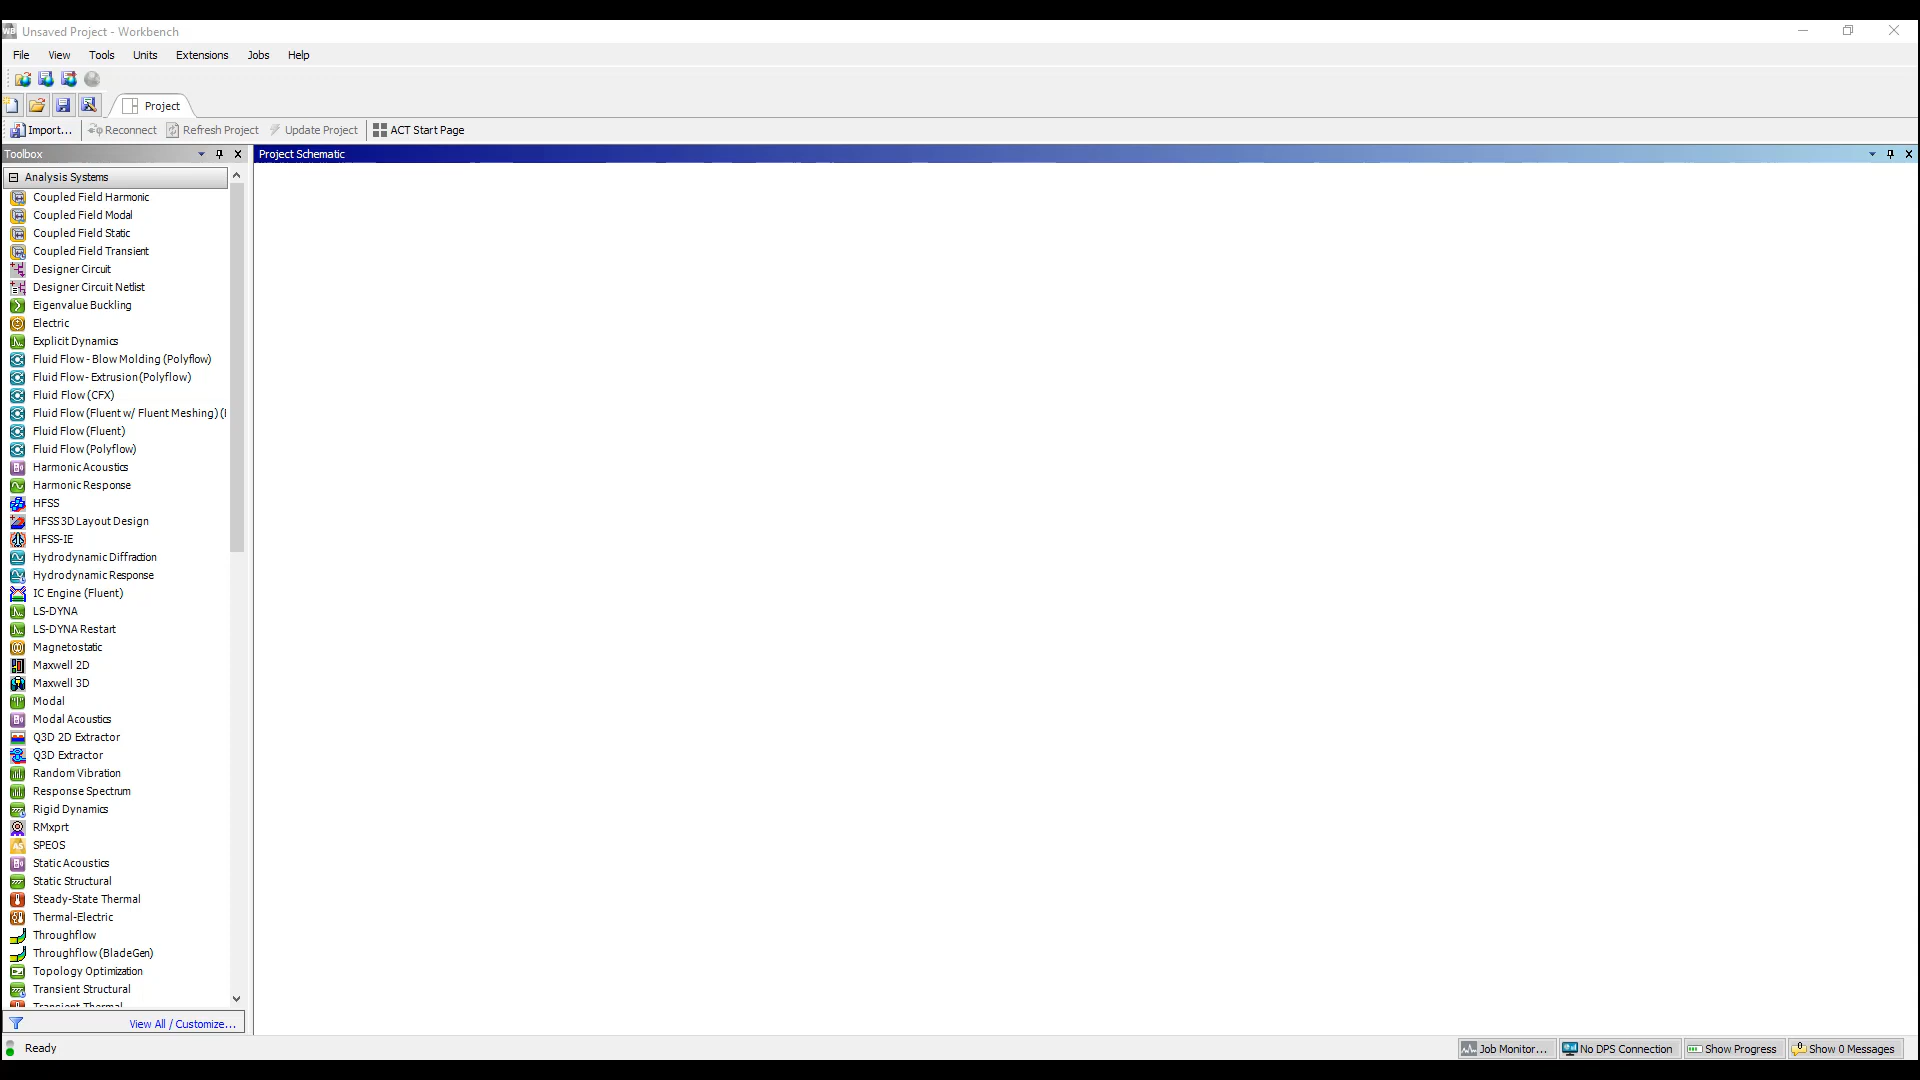 Unsaved Project - Workbench
File View Tools Units Extensions Jobs Help
Project
Import... Reconnect Refresh Project Update Project ACT Start Page
Toolbox
Project Schematic
Analysis Systems
Coupled Field Harmonic
Coupled Field Modal
Coupled Field Static
Coupled Field Transient
Designer Circuit
Designer Circuit Netlist
Eigenvalue Buckling
Electric
Explicit Dynamics
Fluid Flow - Blow Molding (Polyflow)
Fluid Flow - Extrusion (Polyflow)
Fluid Flow (CFX)
Fluid Flow (Fluent w/ Fluent Meshing) (
Fluid Flow (Fluent)
Fluid Flow (Polyflow)
Harmonic Acoustics
Harmonic Response
HFSS
HFSS 3D Layout Design
HFSS-IE
Hydrodynamic Diffraction
Hydrodynamic Response
IC Engine (Fluent)
LS-DYNA
LS-DYNA Restart
Magnetostatic
Maxwell 2D
Maxwell 3D
Modal
Modal Acoustics
Q3D 2D Extractor
Q3D Extractor
Random Vibration
Response Spectrum
Rigid Dynamics
RMxprt
SPEOS
Static Acoustics
Static Structural
Steady-State Thermal
Thermal-Electric
Throughflow
Throughflow (BladeGen)
Topology Optimization
Transient Structural
Transient Thermal
View All / Customize...
Ready
Job Monitor... No DPS Connection Show Progress Show 0 Messages